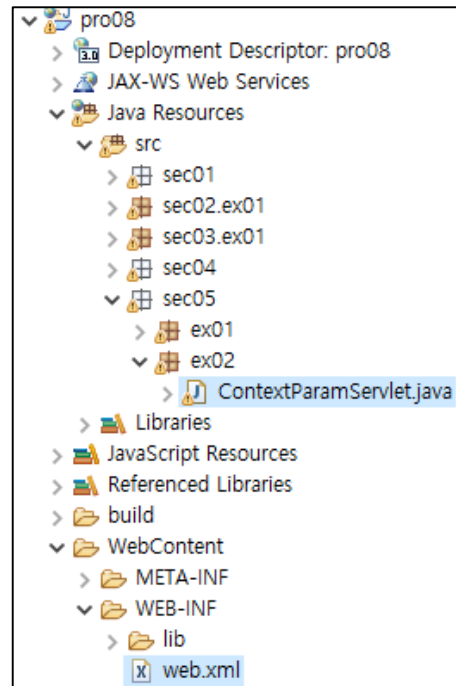 pro08
Deployment Descriptor: pro08
JAX-WS Web Services
Java Resources
src
sec01
sec02.ex01
sec03.ex01
sec04
sec05
ex01
ex02
ContextParamServlet.java
Libraries
JavaScript Resources
Referenced Libraries
build
WebContent
META-INF
WEB-INF
lib
web.xml